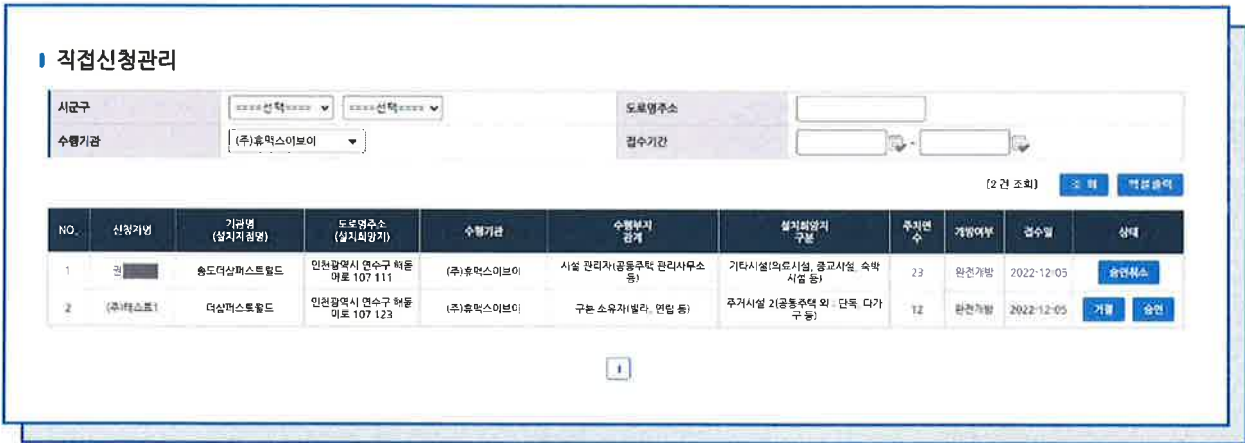 직접신청관리
시군구 ====선택==== ====선택==== 도로명주소
수행기관 (주)휴맥스이브이 접수기간 -
[2 건 조회] 조 회 엑셀출력
NO. 신청자명 기관명 (설치지점명) 도로명주소 (설치희망지) 수행기관 수행부지 관계 설치희망지 구분 주차면수 개방여부 접수일 상태
1 권 송도더샵퍼스트월드 인천광역시 연수구 해돋이로 107 111 (주)휴맥스이브이 시설 관리자(공동주택 관리사무소 등) 기타시설(의료시설, 종교시설, 숙박시설 등) 23 완전개방 2022-12-05 승인취소
2 (주)테스트1 더샵퍼스트월드 인천광역시 연수구 해돋이로 107 123 (주)휴맥스이브이 구분 소유자(빌라, 연립 등) 주거시설 2(공동주택 외 : 단독, 다가구 등) 12 완전개방 2022-12-05 거절 승인
1